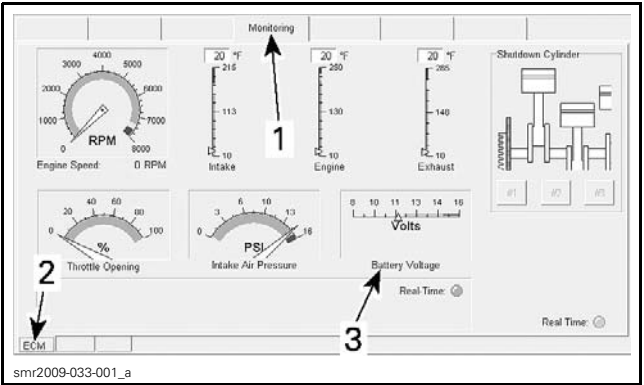 Monitoring
20 °F
215
113
10
Intake
20 °F
250
130
10
Engine
20 °F
265
140
10
Exhaust
Shutdown Cylinder
#1 #2 #3
0 1000 2000 3000 4000 5000 6000 7000 8000
RPM
Engine Speed: 0 RPM
0 20 40 60 80 100
%
Throttle Opening
0 3 6 10 13 16
PSI
Intake Air Pressure
8 10 11 13 14 16
Volts
Battery Voltage
Real-Time:
Real Time:
ECM
1
2
3
smr2009-033-001_a